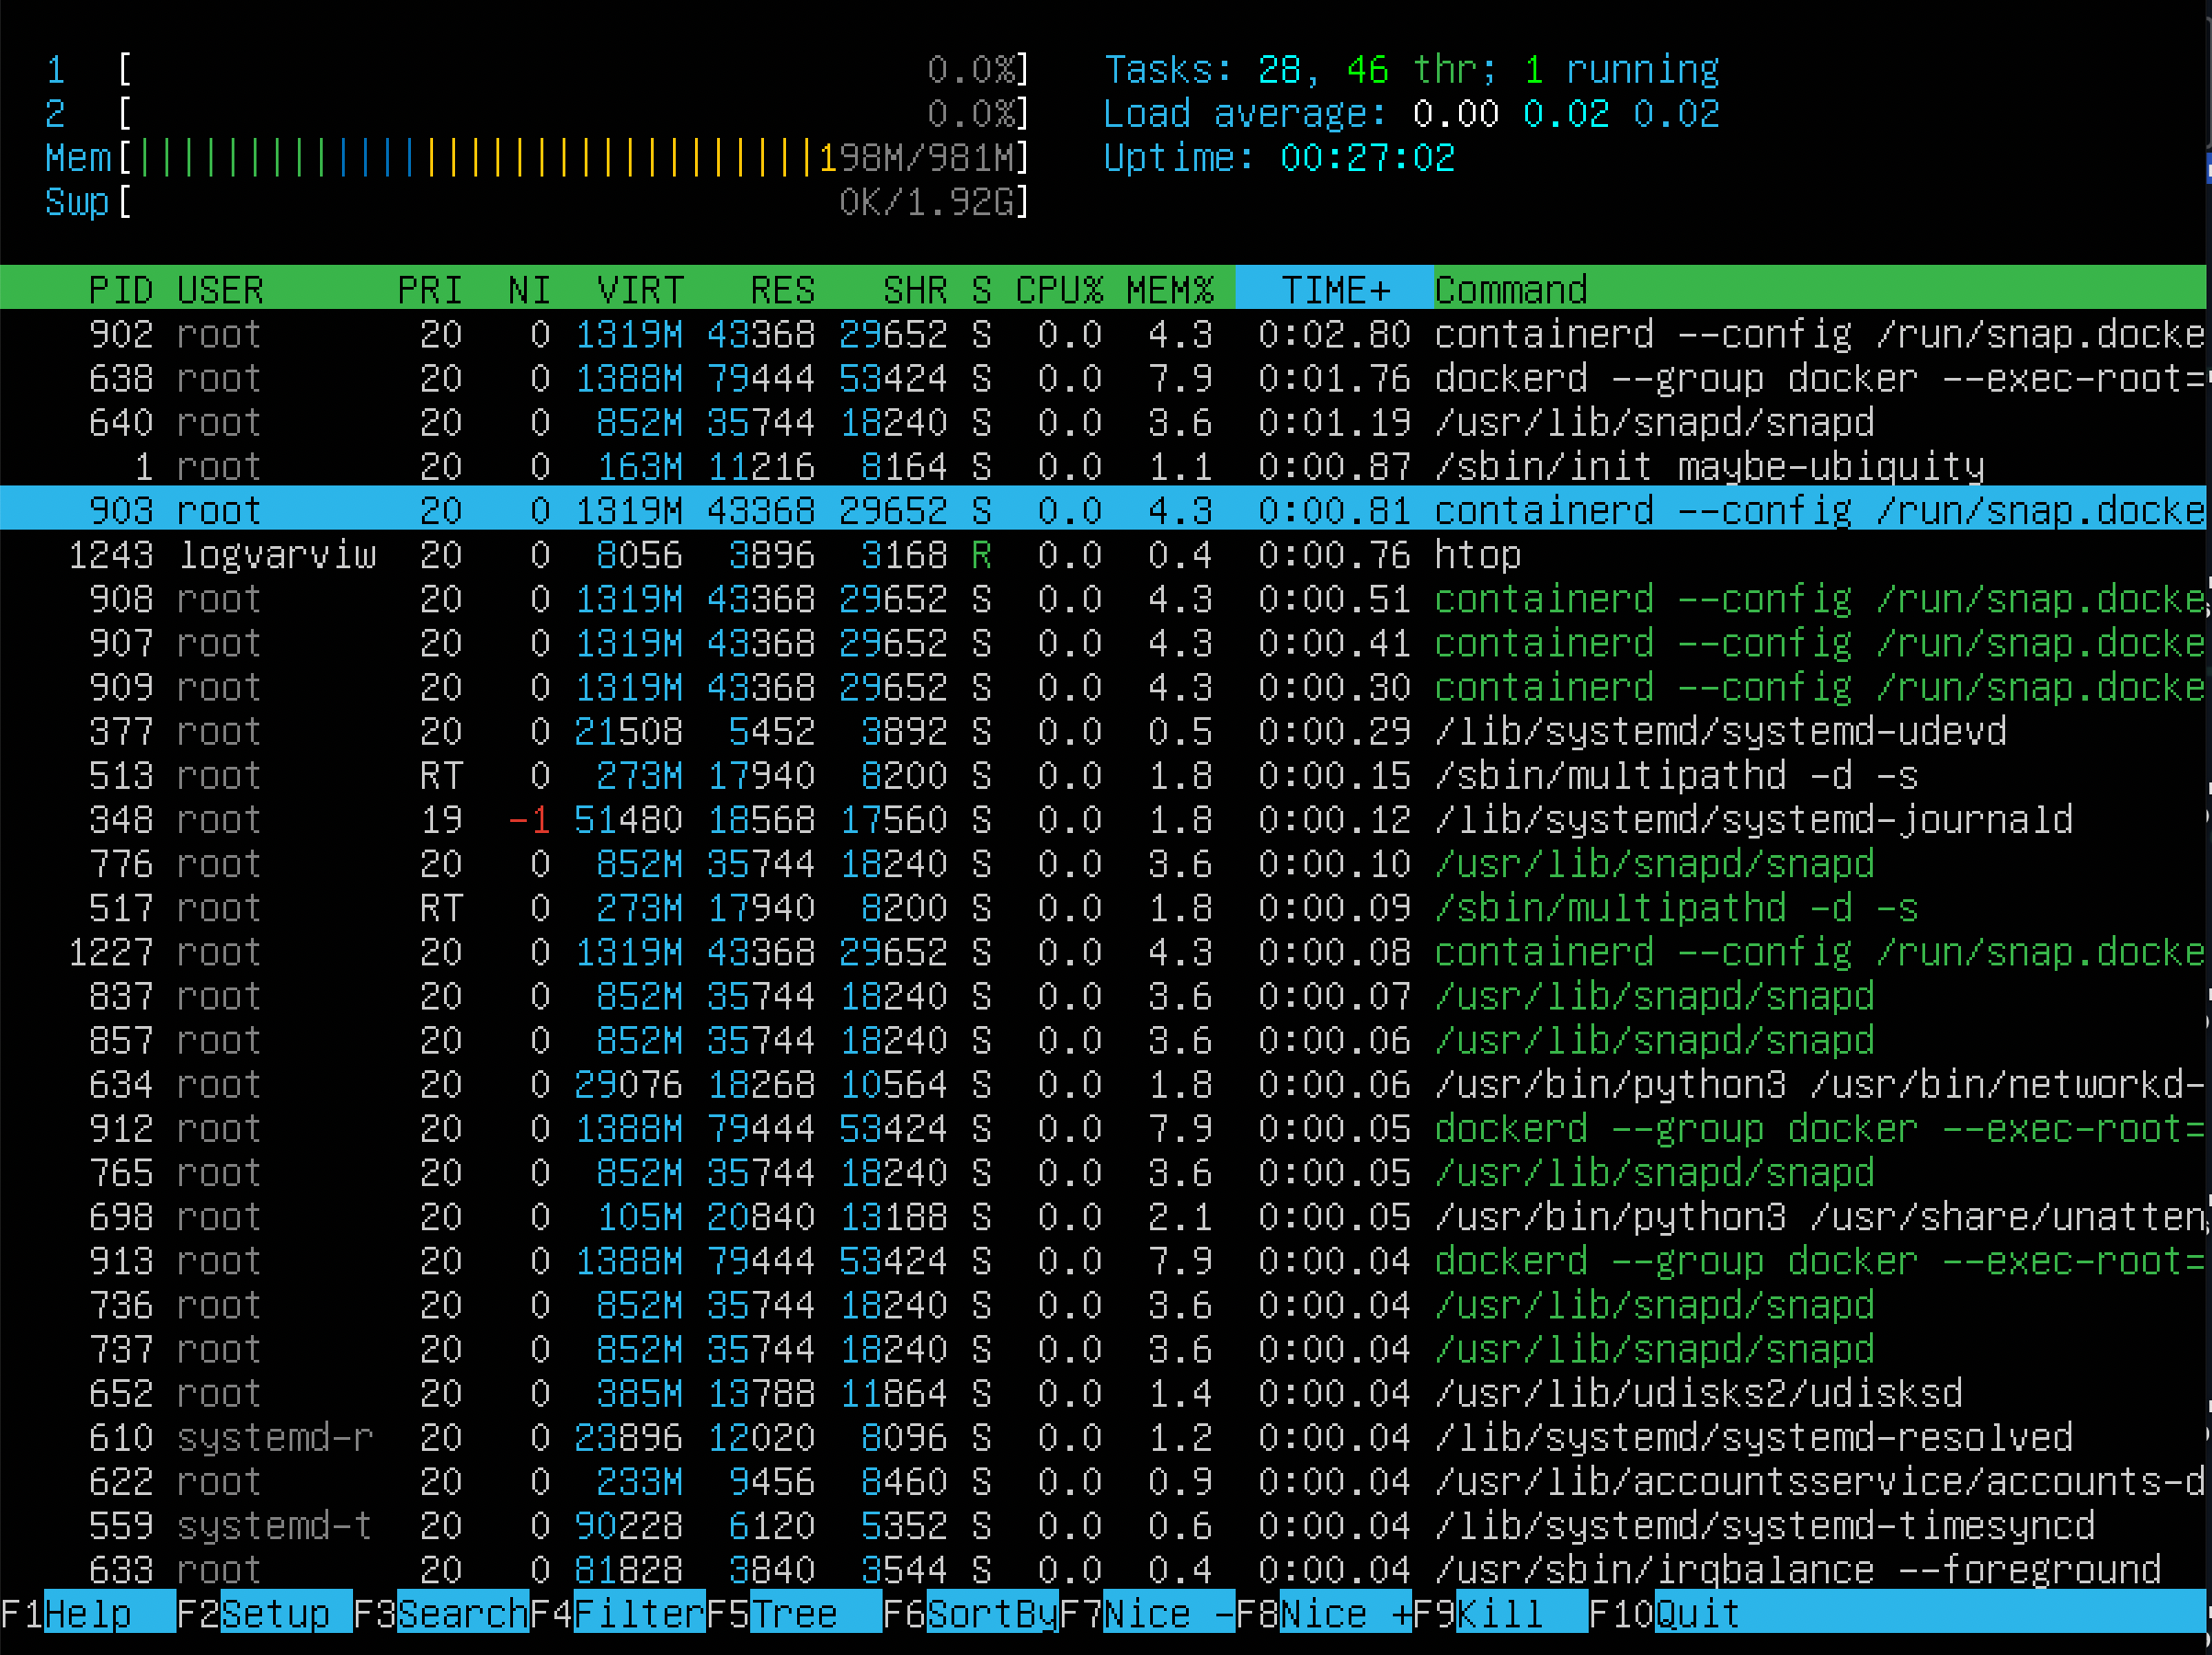 1 [ 0.0%] Tasks: 28, 46 thr; 1 running
2 [ 0.0%] Load average: 0.00 0.02 0.02
Mem[||||||||||||||||||||||||||||||||198M/981M] Uptime: 00:27:02
Swp[ 0K/1.92G]
PID USER PRI NI VIRT RES SHR S CPU% MEM% TIME+ Command
902 root 20 0 1319M 43368 29652 S 0.0 4.3 0:02.80 containerd --config /run/snap.docke
638 root 20 0 1388M 79444 53424 S 0.0 7.9 0:01.76 dockerd --group docker --exec-root=
640 root 20 0 852M 35744 18240 S 0.0 3.6 0:01.19 /usr/lib/snapd/snapd
1 root 20 0 163M 11216 8164 S 0.0 1.1 0:00.87 /sbin/init maybe-ubiquity
903 root 20 0 1319M 43368 29652 S 0.0 4.3 0:00.81 containerd --config /run/snap.docke
1243 logvarviw 20 0 8056 3896 3168 R 0.0 0.4 0:00.76 htop
908 root 20 0 1319M 43368 29652 S 0.0 4.3 0:00.51 containerd --config /run/snap.docke
907 root 20 0 1319M 43368 29652 S 0.0 4.3 0:00.41 containerd --config /run/snap.docke
909 root 20 0 1319M 43368 29652 S 0.0 4.3 0:00.30 containerd --config /run/snap.docke
377 root 20 0 21508 5452 3892 S 0.0 0.5 0:00.29 /lib/systemd/systemd-udevd
513 root RT 0 273M 17940 8200 S 0.0 1.8 0:00.15 /sbin/multipathd -d -s
348 root 19 -1 51480 18568 17560 S 0.0 1.8 0:00.12 /lib/systemd/systemd-journald
776 root 20 0 852M 35744 18240 S 0.0 3.6 0:00.10 /usr/lib/snapd/snapd
517 root RT 0 273M 17940 8200 S 0.0 1.8 0:00.09 /sbin/multipathd -d -s
1227 root 20 0 1319M 43368 29652 S 0.0 4.3 0:00.08 containerd --config /run/snap.docke
837 root 20 0 852M 35744 18240 S 0.0 3.6 0:00.07 /usr/lib/snapd/snapd
857 root 20 0 852M 35744 18240 S 0.0 3.6 0:00.06 /usr/lib/snapd/snapd
634 root 20 0 29076 18268 10564 S 0.0 1.8 0:00.06 /usr/bin/python3 /usr/bin/networkd-
912 root 20 0 1388M 79444 53424 S 0.0 7.9 0:00.05 dockerd --group docker --exec-root=
765 root 20 0 852M 35744 18240 S 0.0 3.6 0:00.05 /usr/lib/snapd/snapd
698 root 20 0 105M 20840 13188 S 0.0 2.1 0:00.05 /usr/bin/python3 /usr/share/unatten
913 root 20 0 1388M 79444 53424 S 0.0 7.9 0:00.04 dockerd --group docker --exec-root=
736 root 20 0 852M 35744 18240 S 0.0 3.6 0:00.04 /usr/lib/snapd/snapd
737 root 20 0 852M 35744 18240 S 0.0 3.6 0:00.04 /usr/lib/snapd/snapd
652 root 20 0 385M 13788 11864 S 0.0 1.4 0:00.04 /usr/lib/udisks2/udisksd
610 systemd-r 20 0 23896 12020 8096 S 0.0 1.2 0:00.04 /lib/systemd/systemd-resolved
622 root 20 0 233M 9456 8460 S 0.0 0.9 0:00.04 /usr/lib/accountsservice/accounts-d
559 systemd-t 20 0 90228 6120 5352 S 0.0 0.6 0:00.04 /lib/systemd/systemd-timesyncd
633 root 20 0 81828 3840 3544 S 0.0 0.4 0:00.04 /usr/sbin/irqbalance --foreground
F1Help F2Setup F3SearchF4FilterF5Tree F6SortByF7Nice -F8Nice +F9Kill F10Quit